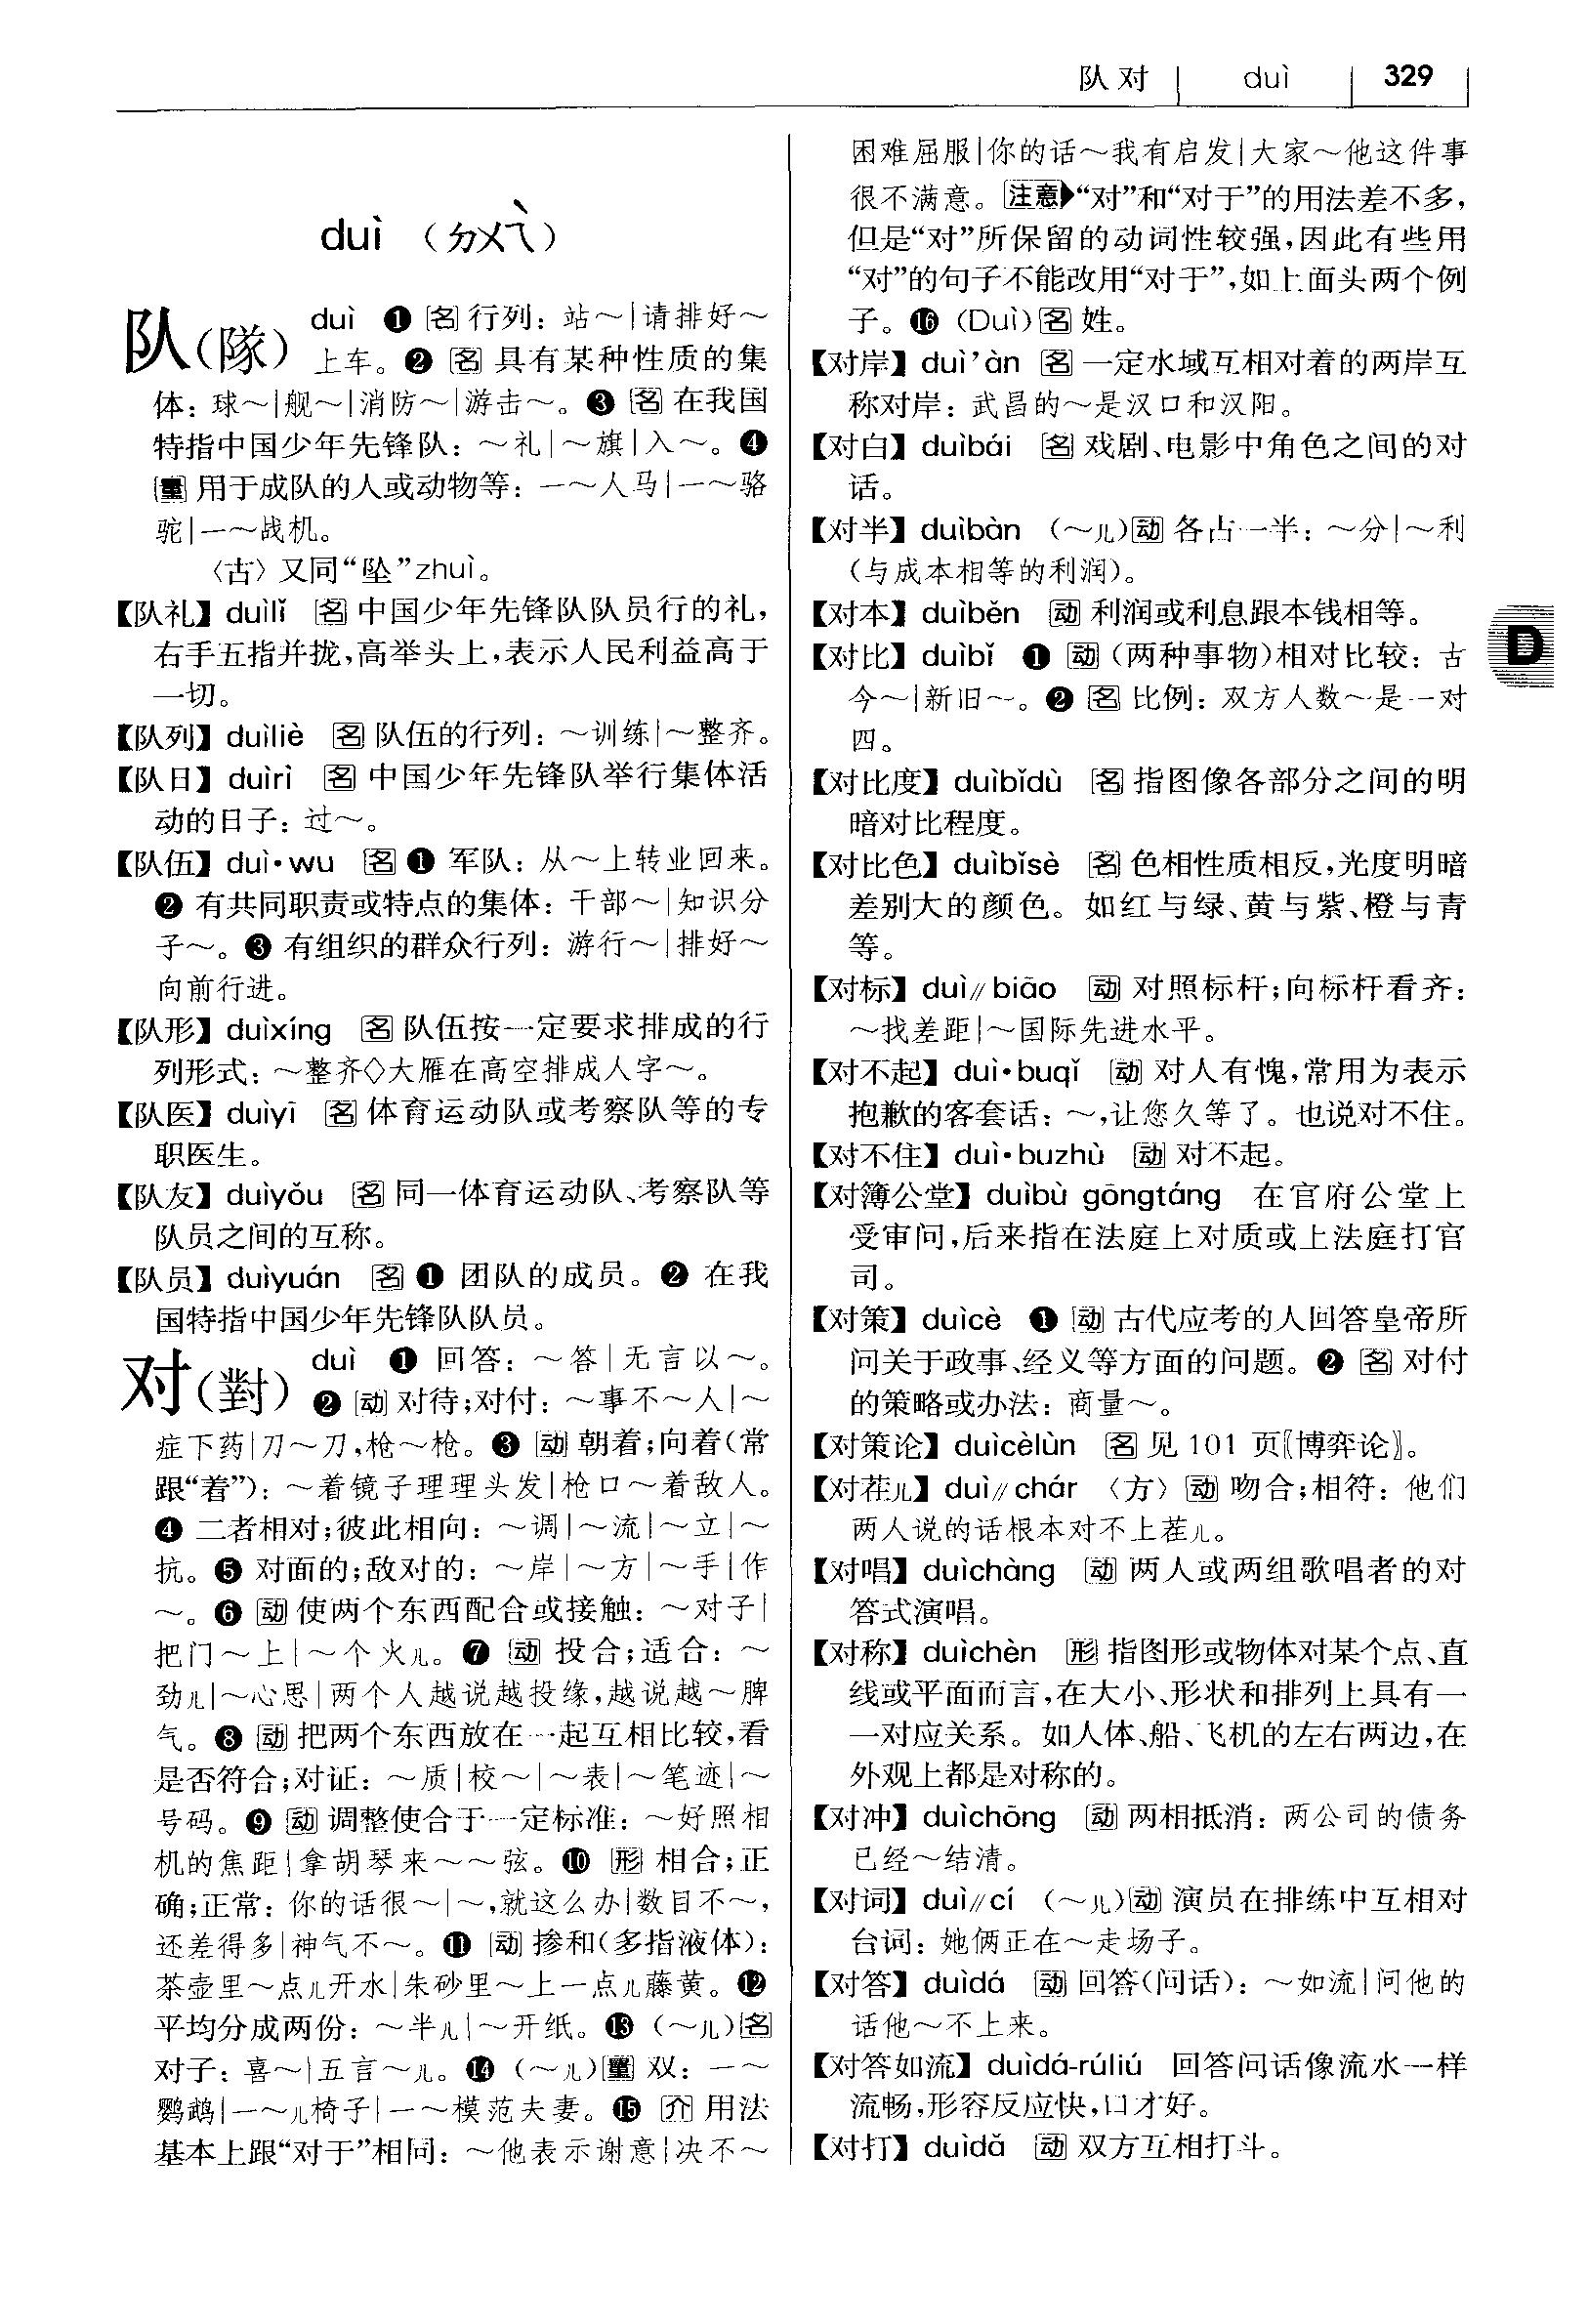 队对 duì 329
duì (ㄉㄨㄟˋ)
队(隊) duì ❶ 名 行列：站～|请排好～
上车。❷ 名 具有某种性质的集
体：球～|舰～|消防～|游击～。❸ 名 在我国
特指中国少年先锋队：～礼|～旗|入～。❹
量 用于成队的人或动物等：一～人马|一～骆
驼|一～战机。
〈古〉又同“坠”zhuì。
【队礼】duìlǐ 名 中国少年先锋队队员行的礼，
右手五指并拢，高举头上，表示人民利益高于
一切。
【队列】duìliè 名 队伍的行列：～训练|～整齐。
【队日】duìrì 名 中国少年先锋队举行集体活
动的日子：过～。
【队伍】duì·wu 名 ❶ 军队：从～上转业回来。
❷ 有共同职责或特点的集体：干部～|知识分
子～。❸ 有组织的群众行列：游行～|排好～
向前行进。
【队形】duìxíng 名 队伍按一定要求排成的行
列形式：～整齐◇大雁在高空排成人字～。
【队医】duìyī 名 体育运动队或考察队等的专
职医生。
【队友】duìyǒu 名 同一体育运动队、考察队等
队员之间的互称。
【队员】duìyuán 名 ❶ 团队的成员。❷ 在我
国特指中国少年先锋队队员。
对(對) duì ❶ 回答：～答|无言以～。
❷ 动 对待；对付：～事不～人|～
症下药|刀～刀，枪～枪。❸ 动 朝着；向着（常
跟“着”）：～着镜子理理头发|枪口～着敌人。
❹ 二者相对；彼此相向：～调|～流|～立|～
抗。❺ 对面的；敌对的：～岸|～方|～手|作
～。❻ 动 使两个东西配合或接触：～对子|
把门～上|～个火儿。❼ 动 投合；适合：～
劲儿|～心思|两个人越说越投缘，越说越～脾
气。❽ 动 把两个东西放在一起互相比较，看
是否符合；对证：～质|校～|～表|～笔迹|～
号码。❾ 动 调整使合于一定标准：～好照相
机的焦距|拿胡琴来～～弦。❿ 形 相合；正
确；正常：你的话很～|～，就这么办|数目不～，
还差得多|神气不～。⓫ 动 掺和（多指液体）：
茶壶里～点儿开水|朱砂里～上一点儿藤黄。⓬
平均分成两份：～半儿|～开纸。⓭（～儿）名
对子：喜～|五言～儿。⓮（～儿）量 双：一～
鹦鹉|一～儿椅子|一～模范夫妻。⓯ 介 用法
基本上跟“对于”相同：～他表示谢意|决不～
困难屈服|你的话～我有启发|大家～他这件事
很不满意。注意▶“对”和“对于”的用法差不多，
但是“对”所保留的动词性较强，因此有些用
“对”的句子不能改用“对于”，如上面头两个例
子。⓰ (Duì) 名 姓。
【对岸】duì’àn 名 一定水域互相对着的两岸互
称对岸：武昌的～是汉口和汉阳。
【对白】duìbái 名 戏剧、电影中角色之间的对
话。
【对半】duìbàn （～儿）动 各占一半：～分|～利
（与成本相等的利润）。
【对本】duìběn 动 利润或利息跟本钱相等。
【对比】duìbǐ ❶ 动（两种事物）相对比较：古
今～|新旧～。❷ 名 比例：双方人数～是一对
四。
【对比度】duìbǐdù 名 指图像各部分之间的明
暗对比程度。
【对比色】duìbǐsè 名 色相性质相反，光度明暗
差别大的颜色。如红与绿、黄与紫、橙与青
等。
【对标】duì//biāo 动 对照标杆；向标杆看齐：
～找差距|～国际先进水平。
【对不起】duì·buqǐ 动 对人有愧，常用为表示
抱歉的客套话：～，让您久等了。也说对不住。
【对不住】duì·buzhù 动 对不起。
【对簿公堂】duìbù gōngtáng 在官府公堂上
受审问，后来指在法庭上对质或上法庭打官
司。
【对策】duìcè ❶ 动 古代应考的人回答皇帝所
问关于政事、经义等方面的问题。❷ 名 对付
的策略或办法：商量～。
【对策论】duìcèlùn 名 见 101 页〖博弈论〗。
【对茬儿】duì//chár 〈方〉动 吻合；相符：他们
两人说的话根本对不上茬儿。
【对唱】duìchàng 动 两人或两组歌唱者的对
答式演唱。
【对称】duìchèn 形 指图形或物体对某个点、直
线或平面而言，在大小、形状和排列上具有一
一对应关系。如人体、船、飞机的左右两边，在
外观上都是对称的。
【对冲】duìchōng 动 两相抵消：两公司的债务
已经～结清。
【对词】duì//cí （～儿）动 演员在排练中互相对
台词：她俩正在～走场子。
【对答】duìdá 动 回答（问话）：～如流|问他的
话他～不上来。
【对答如流】duìdá-rúliú 回答问话像流水一样
流畅，形容反应快，口才好。
【对打】duìdǎ 动 双方互相打斗。
D